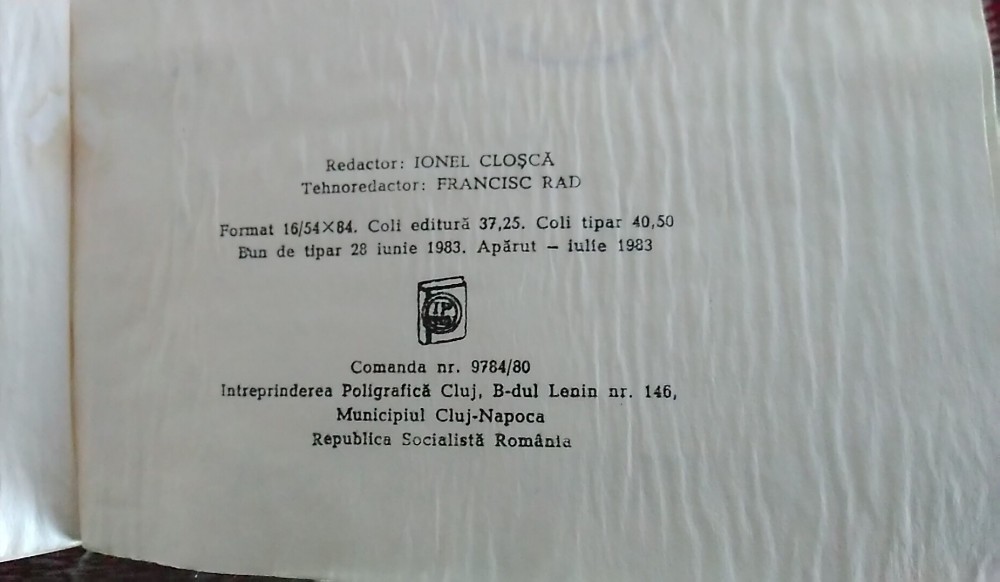 Redactor: IONEL CLOŞCĂ
Tehnoredactor: FRANCISC RAD
Format 16/54×84. Coli editură 37,25. Coli tipar 40,50
Bun de tipar 28 iunie 1983. Apărut — iulie 1983
IP
Comanda nr. 9784/80
Intreprinderea Poligrafică Cluj, B-dul Lenin nr. 146,
Municipiul Cluj-Napoca
Republica Socialistă România